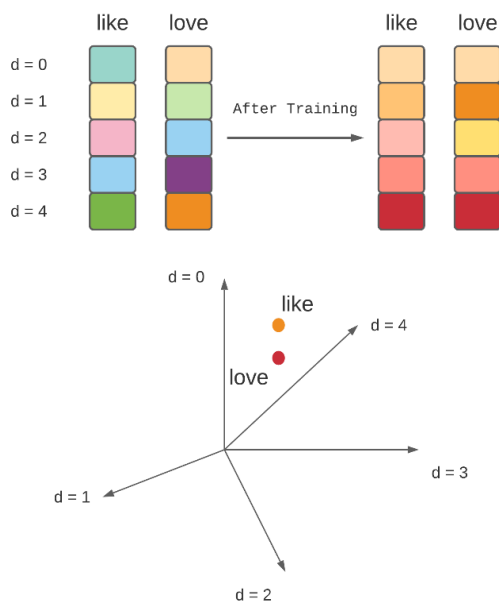 like love like love
d = 0
d = 1
d = 2
d = 3
d = 4
After Training
d = 0
like
d = 4
love
d = 3
d = 1
d = 2